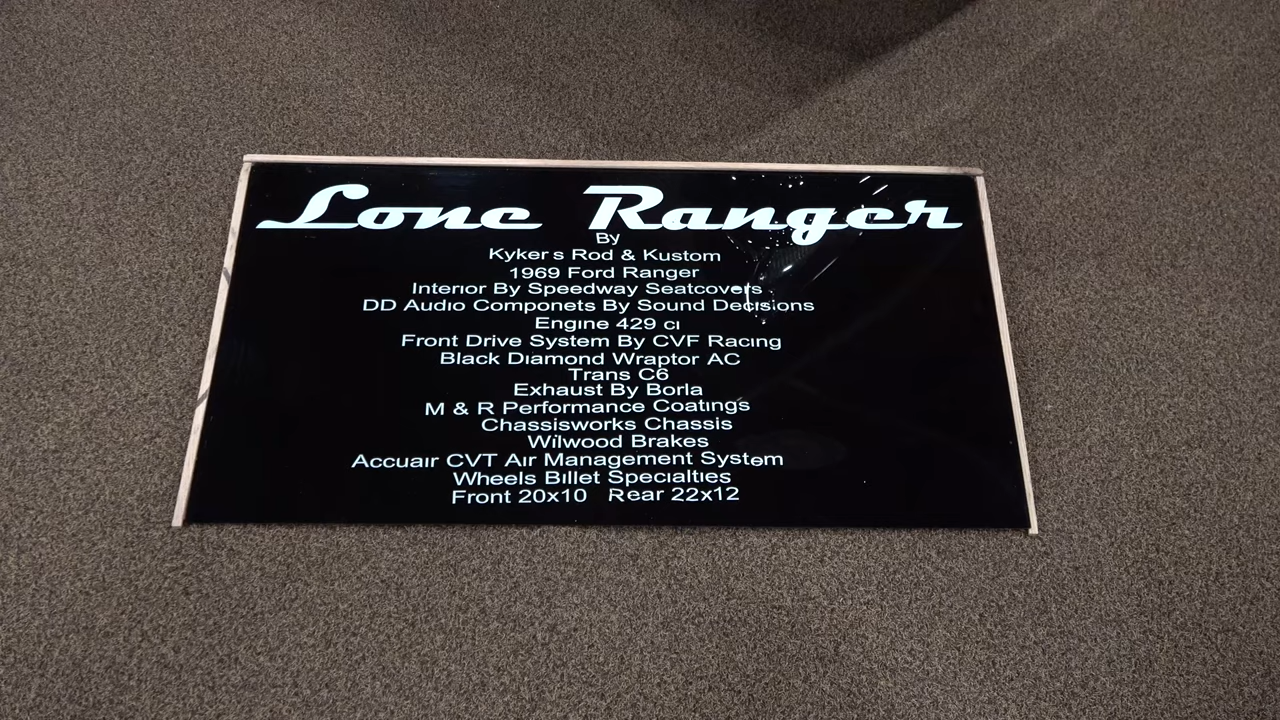 Lone Ranger
By
Kyker s Rod & Kustom
1969 Ford Ranger
Interior By Speedway Seatcovers
DD Audio Componets By Sound Decisions
Engine 429 ci
Front Drive System By CVF Racing
Black Diamond Wraptor AC
Trans C6
Exhaust By Borla
M & R Performance Coatings
Chassisworks Chassis
Wilwood Brakes
Accuair CVT Air Management System
Wheels Billet Specialties
Front 20x10 Rear 22x12